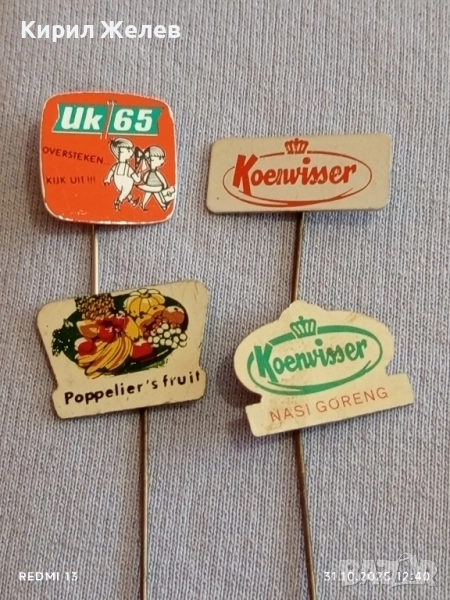 Кирил Желев
Uk 65
OVERSTEKEN...
KIJK UIT!!!
Koenvisser
Poppelier's fruit
Koenvisser
NASI GORENG
REDMI 13
31.10.2025 12:40